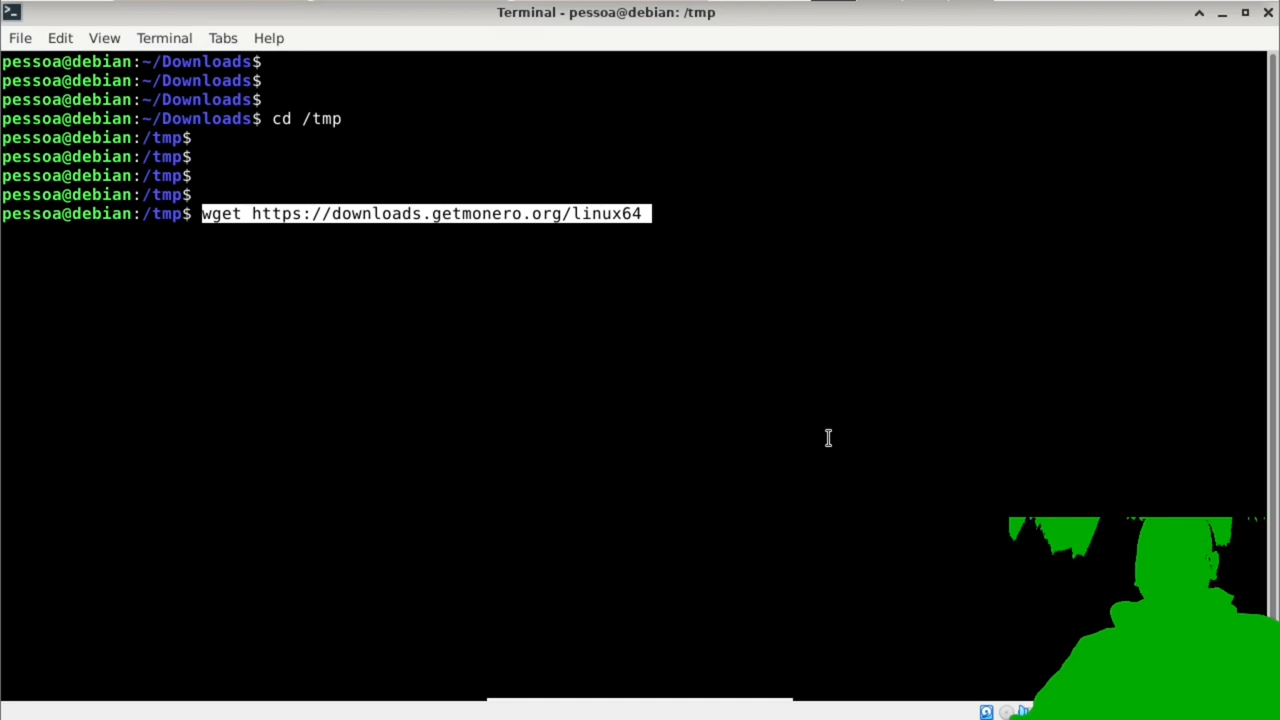 Terminal - pessoa@debian: /tmp
File Edit View Terminal Tabs Help
pessoa@debian:~/Downloads$
pessoa@debian:~/Downloads$
pessoa@debian:~/Downloads$
pessoa@debian:~/Downloads$ cd /tmp
pessoa@debian:/tmp$
pessoa@debian:/tmp$
pessoa@debian:/tmp$
pessoa@debian:/tmp$
pessoa@debian:/tmp$ wget https://downloads.getmonero.org/linux64